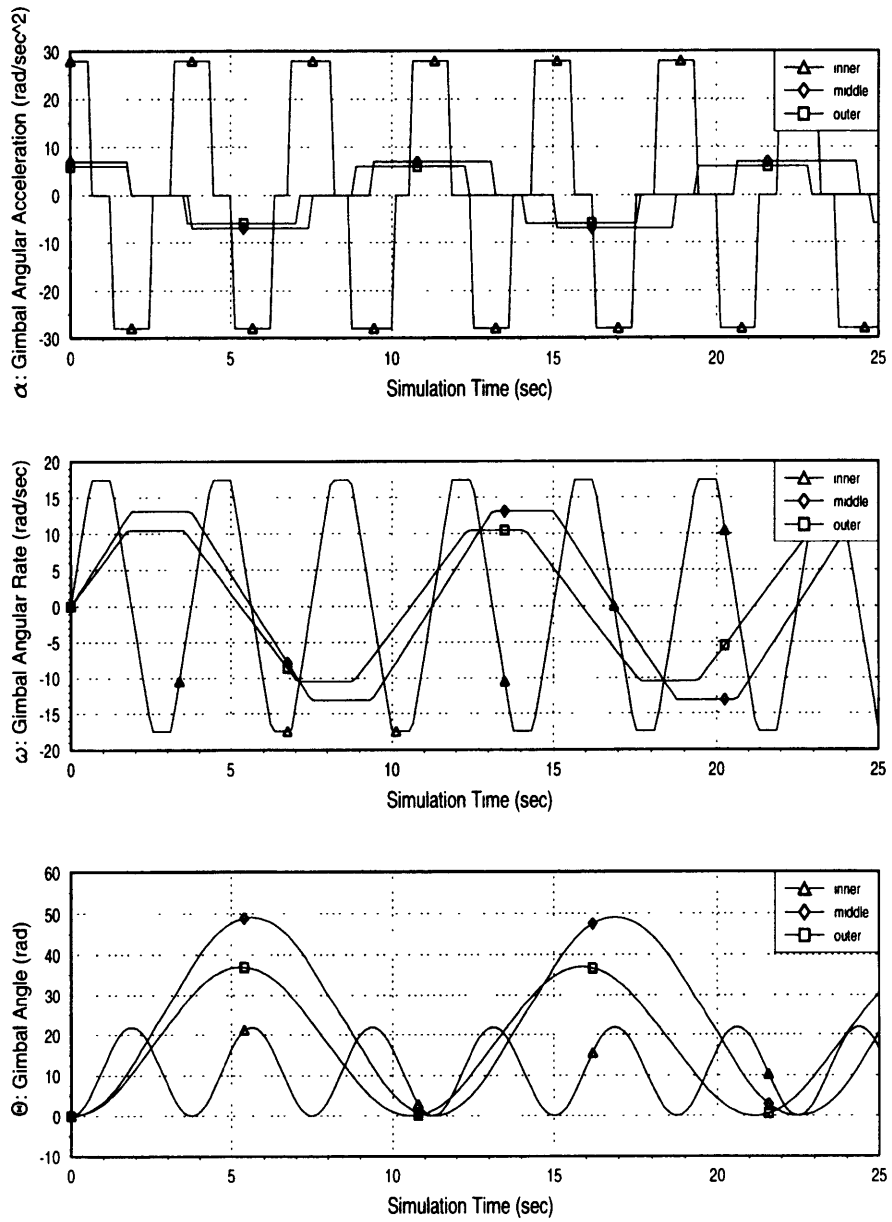 α: Gimbal Angular Acceleration (rad/sec^2)
30
20
10
0
-10
-20
-30
inner
middle
outer
0
5
10
15
20
25
Simulation Time (sec)
ω: Gimbal Angular Rate (rad/sec)
20
15
10
5
0
-5
-10
-15
-20
inner
middle
outer
0
5
10
15
20
25
Simulation Time (sec)
Θ: Gimbal Angle (rad)
60
50
40
30
20
10
0
-10
inner
middle
outer
0
5
10
15
20
25
Simulation Time (sec)